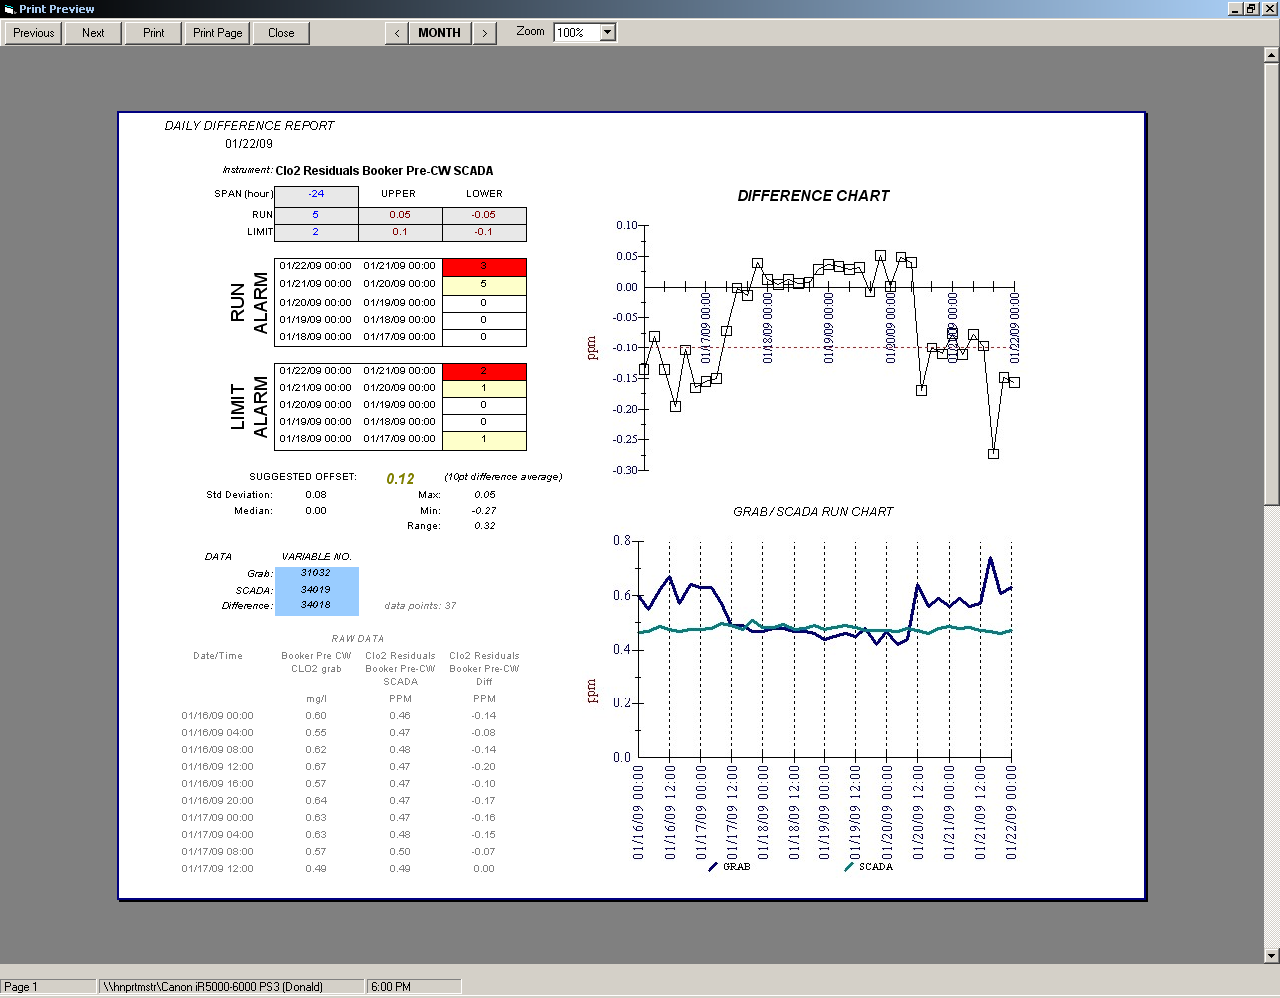 Print Preview
Previous Next Print Print Page Close < MONTH > Zoom 100%
DAILY DIFFERENCE REPORT
01/22/09
Instrument: Clo2 Residuals Booker Pre-CW SCADA
SPAN (hour) -24 UPPER LOWER
RUN 5 0.05 -0.05
LIMIT 2 0.1 -0.1
RUN ALARM
01/22/09 00:00 01/21/09 00:00 3
01/21/09 00:00 01/20/09 00:00 5
01/20/09 00:00 01/19/09 00:00 0
01/19/09 00:00 01/18/09 00:00 0
01/18/09 00:00 01/17/09 00:00 0
LIMIT ALARM
01/22/09 00:00 01/21/09 00:00 2
01/21/09 00:00 01/20/09 00:00 1
01/20/09 00:00 01/19/09 00:00 0
01/19/09 00:00 01/18/09 00:00 0
01/18/09 00:00 01/17/09 00:00 1
SUGGESTED OFFSET: 0.12 (10pt difference average)
Std Deviation: 0.08 Max: 0.05
Median: 0.00 Min: -0.27
Range: 0.32
DATA VARIABLE NO.
Grab: 31032
SCADA: 34019
Difference: 34018 data points: 37
RAW DATA
Date/Time Booker Pre CW Clo2 Residuals Clo2 Residuals
CLO2 grab Booker Pre-CW Booker Pre-CW
SCADA Diff
mg/l PPM PPM
01/16/09 00:00 0.60 0.46 -0.14
01/16/09 04:00 0.55 0.47 -0.08
01/16/09 08:00 0.62 0.48 -0.14
01/16/09 12:00 0.67 0.47 -0.20
01/16/09 16:00 0.57 0.47 -0.10
01/16/09 20:00 0.64 0.47 -0.17
01/17/09 00:00 0.63 0.47 -0.16
01/17/09 04:00 0.63 0.48 -0.15
01/17/09 08:00 0.57 0.50 -0.07
01/17/09 12:00 0.49 0.49 0.00
DIFFERENCE CHART
0.10
0.05
0.00
-0.05
-0.10
-0.15
-0.20
-0.25
-0.30
ppm
01/17/09 00:00
01/18/09 00:00
01/19/09 00:00
01/20/09 00:00
01/21/09 00:00
01/22/09 00:00
GRAB / SCADA RUN CHART
0.8
0.6
0.4
0.2
0.0
ppm
01/16/09 00:00
01/16/09 12:00
01/17/09 00:00
01/17/09 12:00
01/18/09 00:00
01/18/09 12:00
01/19/09 00:00
01/19/09 12:00
01/20/09 00:00
01/20/09 12:00
01/21/09 00:00
01/21/09 12:00
01/22/09 00:00
GRAB SCADA
Page 1 \\hnprtmstr\Canon iR5000-6000 PS3 (Donald) 6:00 PM